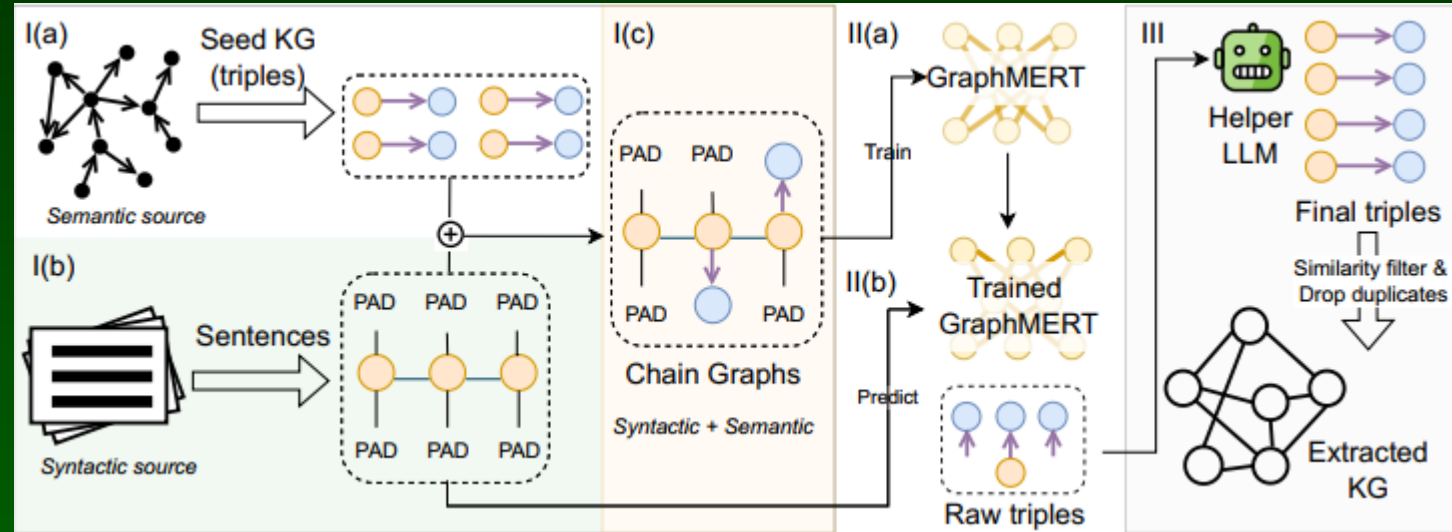 I(a)
Seed KG
(triples)
Semantic source
I(b)
Sentences
Syntactic source
PAD PAD PAD
PAD PAD PAD
I(c)
PAD PAD
PAD PAD
Chain Graphs
Syntactic + Semantic
II(a)
GraphMERT
Train
II(b)
Trained
GraphMERT
Predict
Raw triples
III
Helper
LLM
Final triples
Similarity filter &
Drop duplicates
Extracted
KG